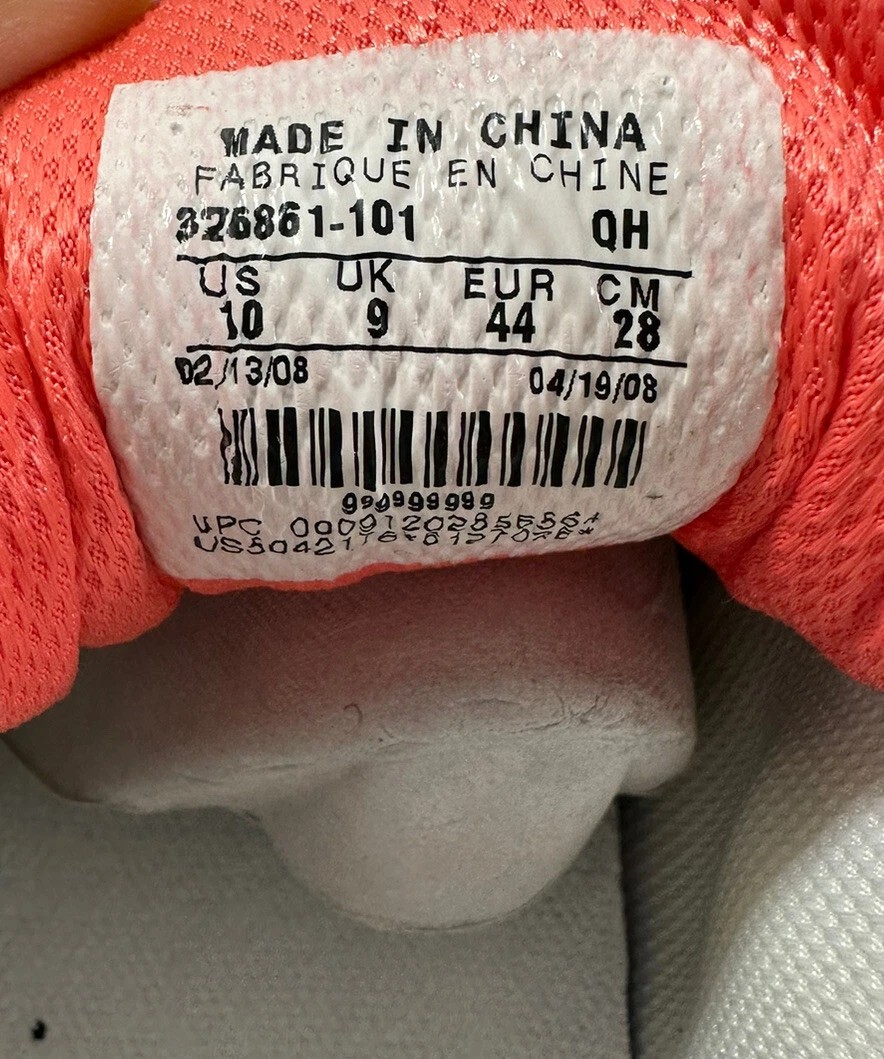 MADE IN CHINA
FABRIQUE EN CHINE
326861-101 QH
US UK EUR CM
10 9 44 28
02/13/08 04/19/08
UPC